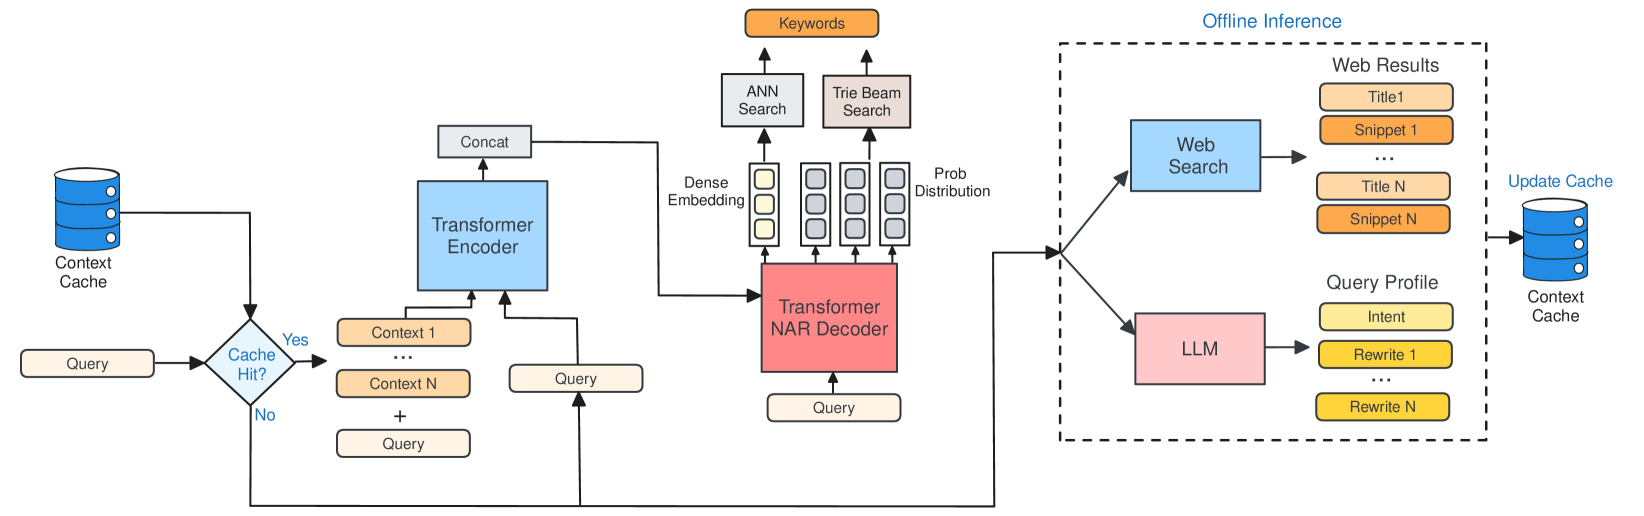 Context
Cache
Query
Cache
Hit?
Yes
No
Context 1
...
Context N
+
Query
Concat
Transformer
Encoder
Query
Keywords
ANN
Search
Trie Beam
Search
Dense
Embedding
Prob
Distribution
Transformer
NAR Decoder
Query
Offline Inference
Web
Search
Web Results
Title1
Snippet 1
...
Title N
Snippet N
LLM
Query Profile
Intent
Rewrite 1
...
Rewrite N
Update Cache
Context
Cache